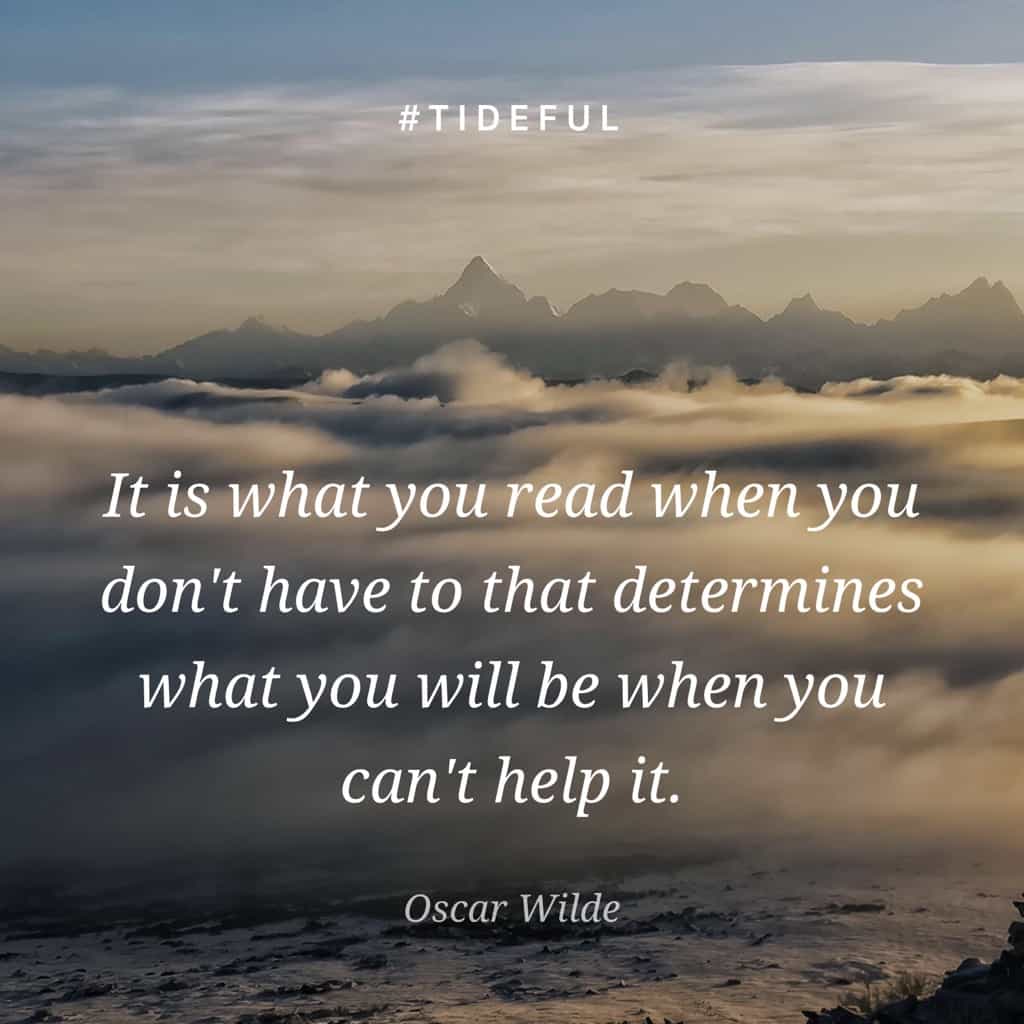 #TIDEFUL
It is what you read when you
don't have to that determines
what you will be when you
can't help it.
Oscar Wilde